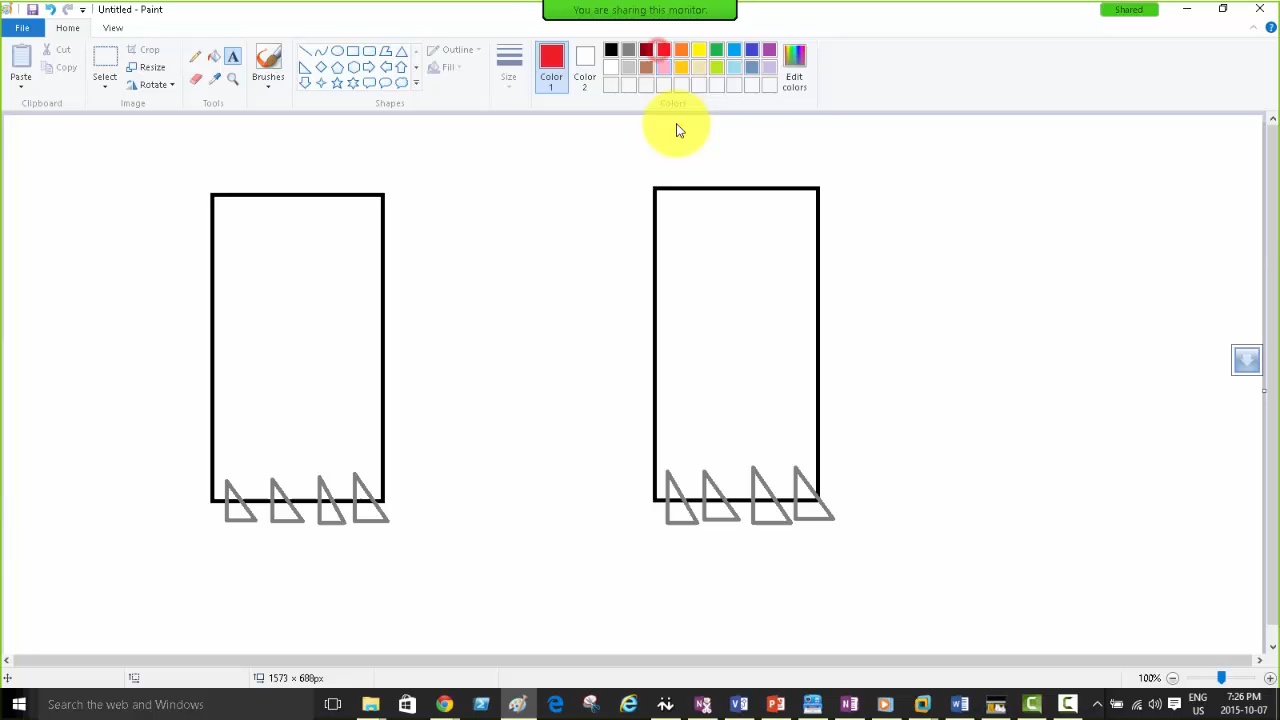 You are sharing this monitor.
Shared
Untitled - Paint
File
Home
View
Paste
Cut
Copy
Clipboard
Select
Crop
Resize
Rotate
Image
A
Tools
Brushes
Outline
Fill
Shapes
Size
Color
1
Color
2
Edit
colors
Colors
1573 × 688px
100%
Search the web and Windows
ENG
US
7:26 PM
2015-10-07